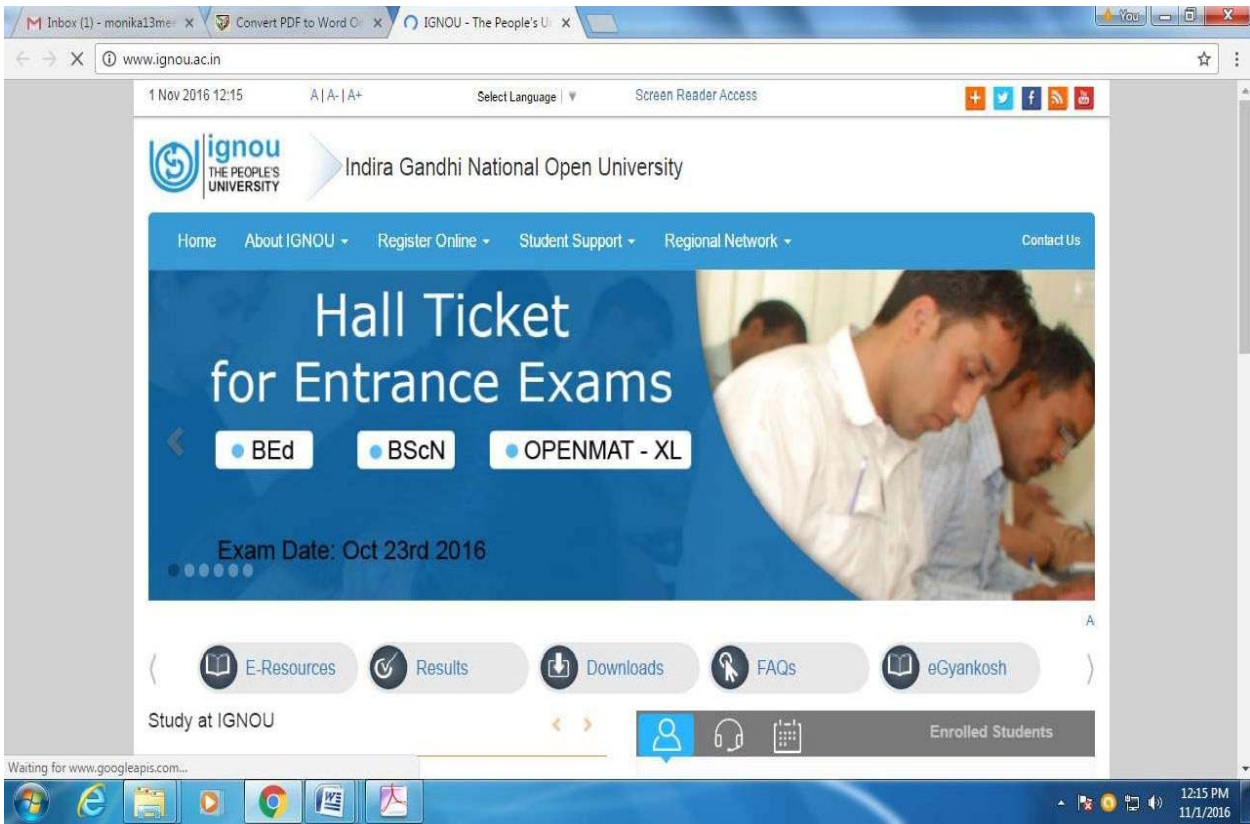 Inbox (1) - monika13mee
Convert PDF to Word On
IGNOU - The People's U
You
www.ignou.ac.in
1 Nov 2016 12:15 A | A- | A+ Select Language ▼ Screen Reader Access
ignou
THE PEOPLE'S
UNIVERSITY
Indira Gandhi National Open University
Home About IGNOU Register Online Student Support Regional Network Contact Us
Hall Ticket
for Entrance Exams
BEd BScN OPENMAT - XL
Exam Date: Oct 23rd 2016
A
E-Resources Results Downloads FAQs eGyankosh
Study at IGNOU
Enrolled Students
Waiting for www.googleapis.com...
12:15 PM
11/1/2016